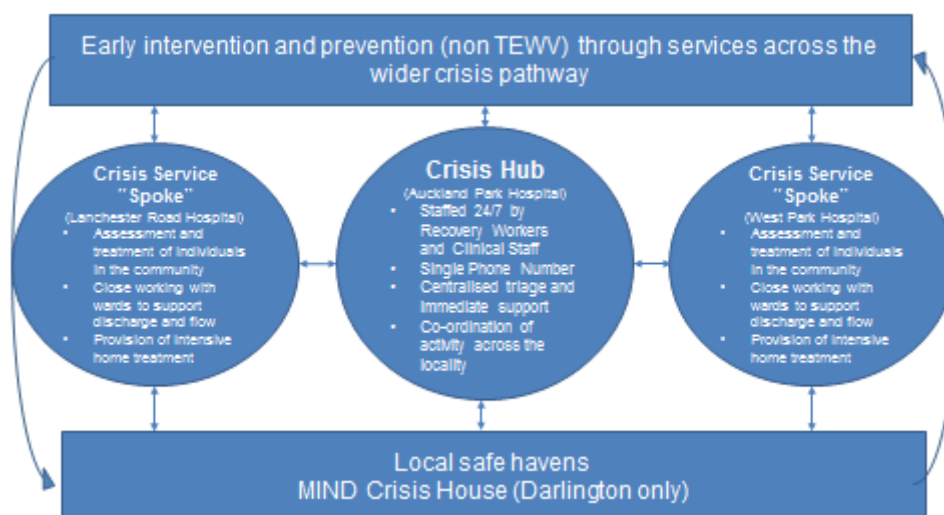 Early intervention and prevention (non TEWV) through services across the
wider crisis pathway
Crisis Service
"Spoke"
(Lanchester Road Hospital)
• Assessment and
treatment of individuals
in the community
• Close working with
wards to support
discharge and flow
• Provision of intensive
home treatment
Crisis Hub
(Auckland Park Hospital)
• Staffed 24/7 by
Recovery Workers
and Clinical Staff
• Single Phone Number
• Centralised triage and
immediate support
• Co-ordination of
activity across the
locality
Crisis Service
"Spoke"
(West Park Hospital)
• Assessment and
treatment of individuals
in the community
• Close working with
wards to support
discharge and flow
• Provision of intensive
home treatment
Local safe havens
MIND Crisis House (Darlington only)